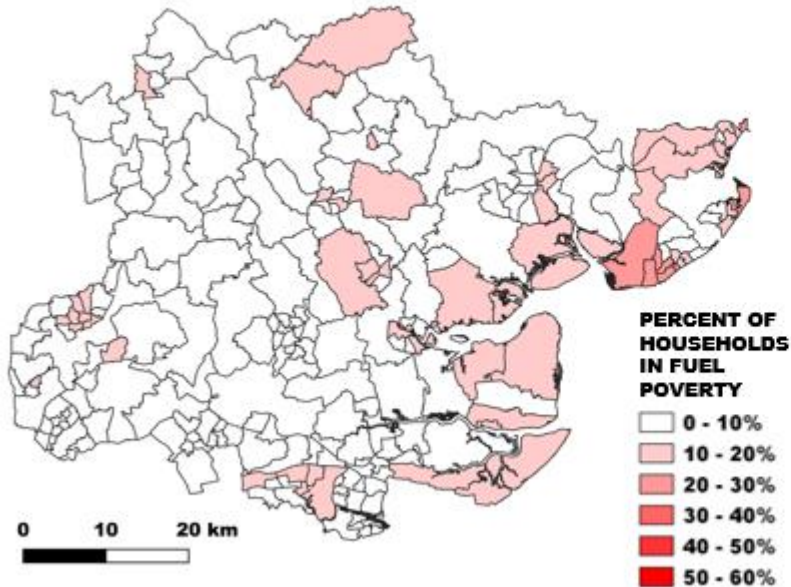 PERCENT OF
HOUSEHOLDS
IN FUEL
POVERTY
0 - 10%
10 - 20%
20 - 30%
30 - 40%
40 - 50%
50 - 60%
0 10 20 km